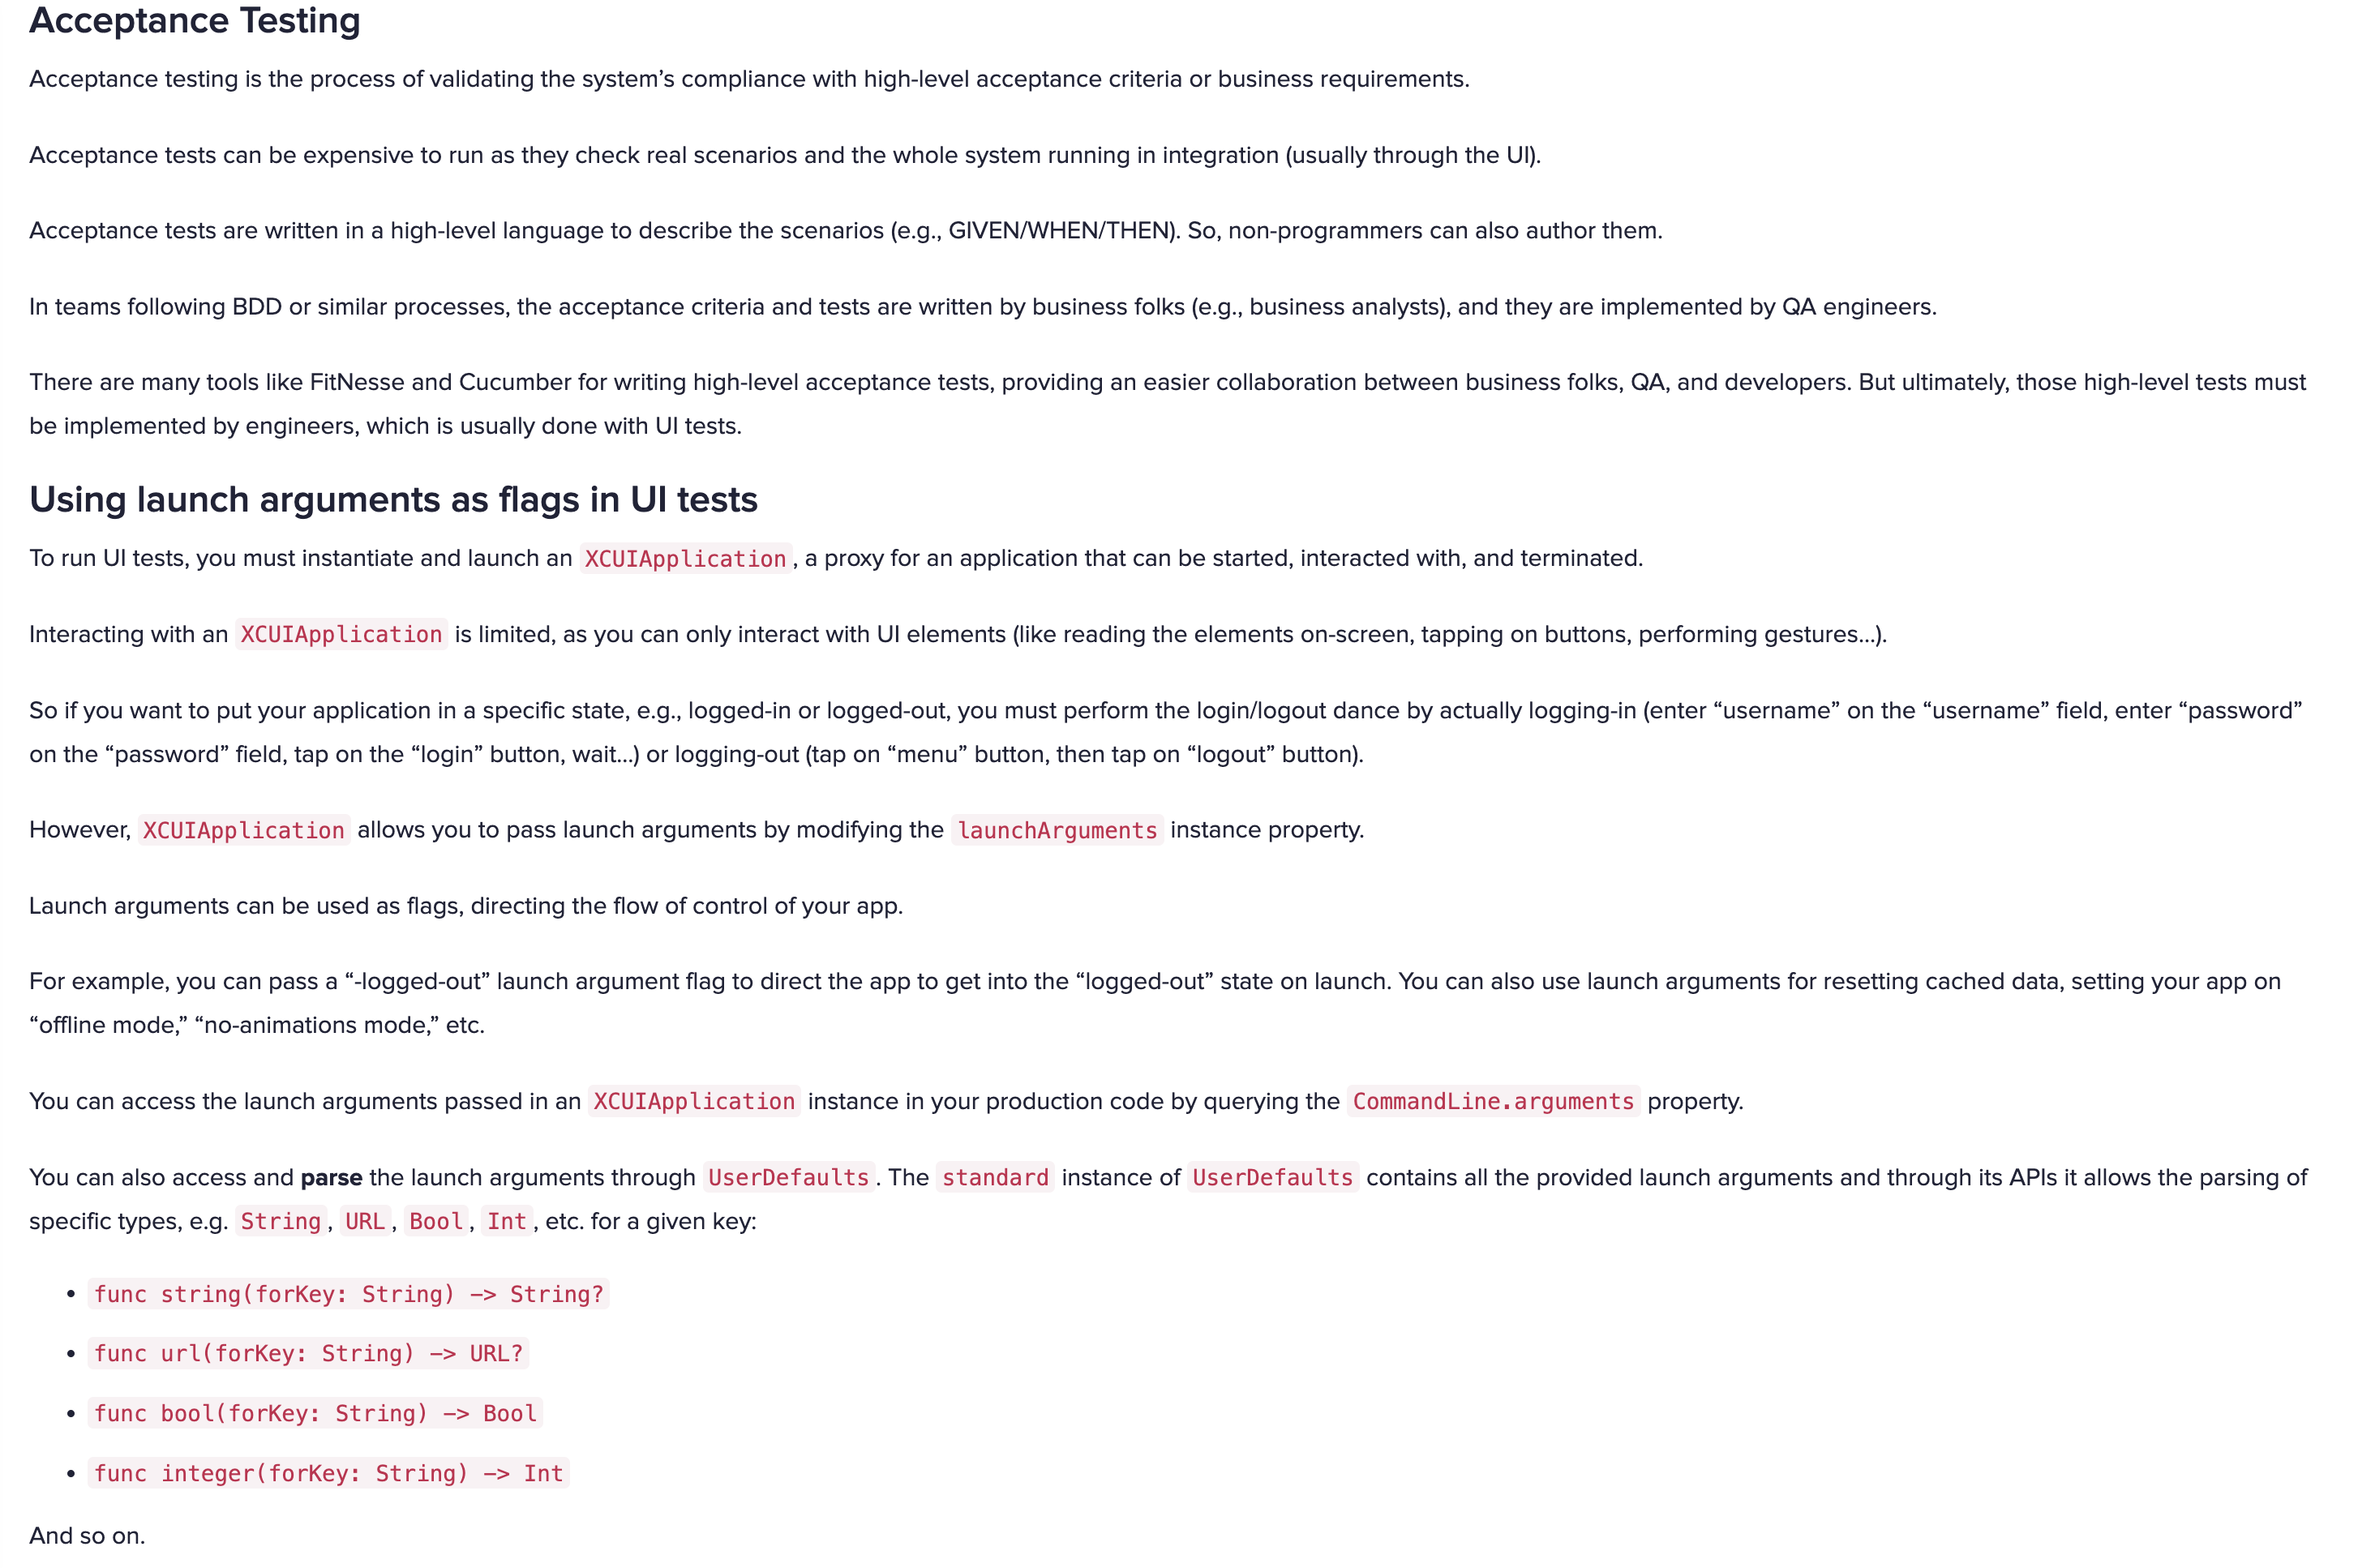 Acceptance Testing
Acceptance testing is the process of validating the system’s compliance with high-level acceptance criteria or business requirements.
Acceptance tests can be expensive to run as they check real scenarios and the whole system running in integration (usually through the UI).
Acceptance tests are written in a high-level language to describe the scenarios (e.g., GIVEN/WHEN/THEN). So, non-programmers can also author them.
In teams following BDD or similar processes, the acceptance criteria and tests are written by business folks (e.g., business analysts), and they are implemented by QA engineers.
There are many tools like FitNesse and Cucumber for writing high-level acceptance tests, providing an easier collaboration between business folks, QA, and developers. But ultimately, those high-level tests must
be implemented by engineers, which is usually done with UI tests.
Using launch arguments as flags in UI tests
To run UI tests, you must instantiate and launch an XCUIApplication, a proxy for an application that can be started, interacted with, and terminated.
Interacting with an XCUIApplication is limited, as you can only interact with UI elements (like reading the elements on-screen, tapping on buttons, performing gestures…).
So if you want to put your application in a specific state, e.g., logged-in or logged-out, you must perform the login/logout dance by actually logging-in (enter “username” on the “username” field, enter “password”
on the “password” field, tap on the “login” button, wait…) or logging-out (tap on “menu” button, then tap on “logout” button).
However, XCUIApplication allows you to pass launch arguments by modifying the launchArguments instance property.
Launch arguments can be used as flags, directing the flow of control of your app.
For example, you can pass a “-logged-out” launch argument flag to direct the app to get into the “logged-out” state on launch. You can also use launch arguments for resetting cached data, setting your app on
“offline mode,” “no-animations mode,” etc.
You can access the launch arguments passed in an XCUIApplication instance in your production code by querying the CommandLine.arguments property.
You can also access and parse the launch arguments through UserDefaults. The standard instance of UserDefaults contains all the provided launch arguments and through its APIs it allows the parsing of
specific types, e.g. String, URL, Bool, Int, etc. for a given key:
• func string(forKey: String) -> String?
• func url(forKey: String) -> URL?
• func bool(forKey: String) -> Bool
• func integer(forKey: String) -> Int
And so on.